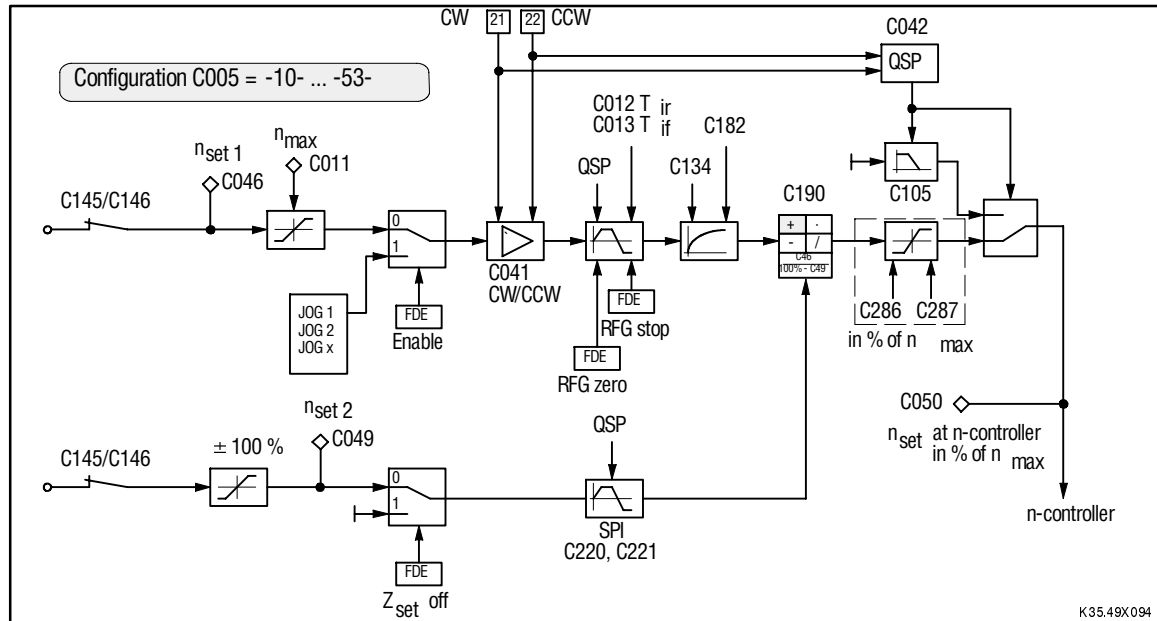 CW 21 22 CCW
C042
QSP
Configuration C005 = -10- ... -53-
C012 T ir
C013 T if
C182
n max
C011
n set 1
C046
QSP
C134
C105
C145/C146
C190
0
1
+ ·
- /
C46
100% - C49
C041
CW/CCW
JOG 1
JOG 2
JOG x
FDE
Enable
FDE
RFG stop
FDE
RFG zero
C286 C287
in % of n max
n set 2
C049
± 100 %
C145/C146
QSP
0
1
SPI
C220, C221
FDE
Z set off
C050
n set at n-controller
in % of n max
n-controller
K35.49X094